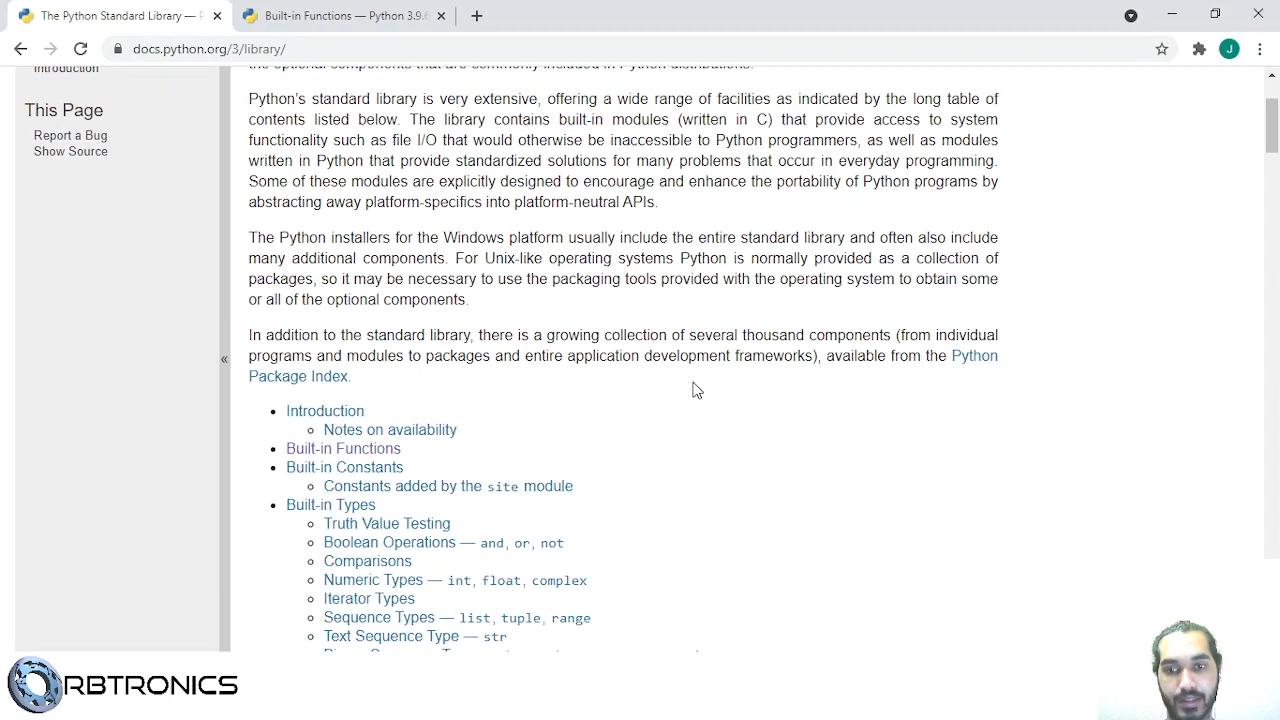 The Python Standard Library — P
Built-in Functions — Python 3.9.6
docs.python.org/3/library/
J
Introduction
This Page
Report a Bug
Show Source
«
the optional components that are commonly included in Python distributions.
Python's standard library is very extensive, offering a wide range of facilities as indicated by the long table of
contents listed below. The library contains built-in modules (written in C) that provide access to system
functionality such as file I/O that would otherwise be inaccessible to Python programmers, as well as modules
written in Python that provide standardized solutions for many problems that occur in everyday programming.
Some of these modules are explicitly designed to encourage and enhance the portability of Python programs by
abstracting away platform-specifics into platform-neutral APIs.
The Python installers for the Windows platform usually include the entire standard library and often also include
many additional components. For Unix-like operating systems Python is normally provided as a collection of
packages, so it may be necessary to use the packaging tools provided with the operating system to obtain some
or all of the optional components.
In addition to the standard library, there is a growing collection of several thousand components (from individual
programs and modules to packages and entire application development frameworks), available from the Python
Package Index.
Introduction
Notes on availability
Built-in Functions
Built-in Constants
Constants added by the site module
Built-in Types
Truth Value Testing
Boolean Operations — and, or, not
Comparisons
Numeric Types — int, float, complex
Iterator Types
Sequence Types — list, tuple, range
Text Sequence Type — str
ORBTRONICS